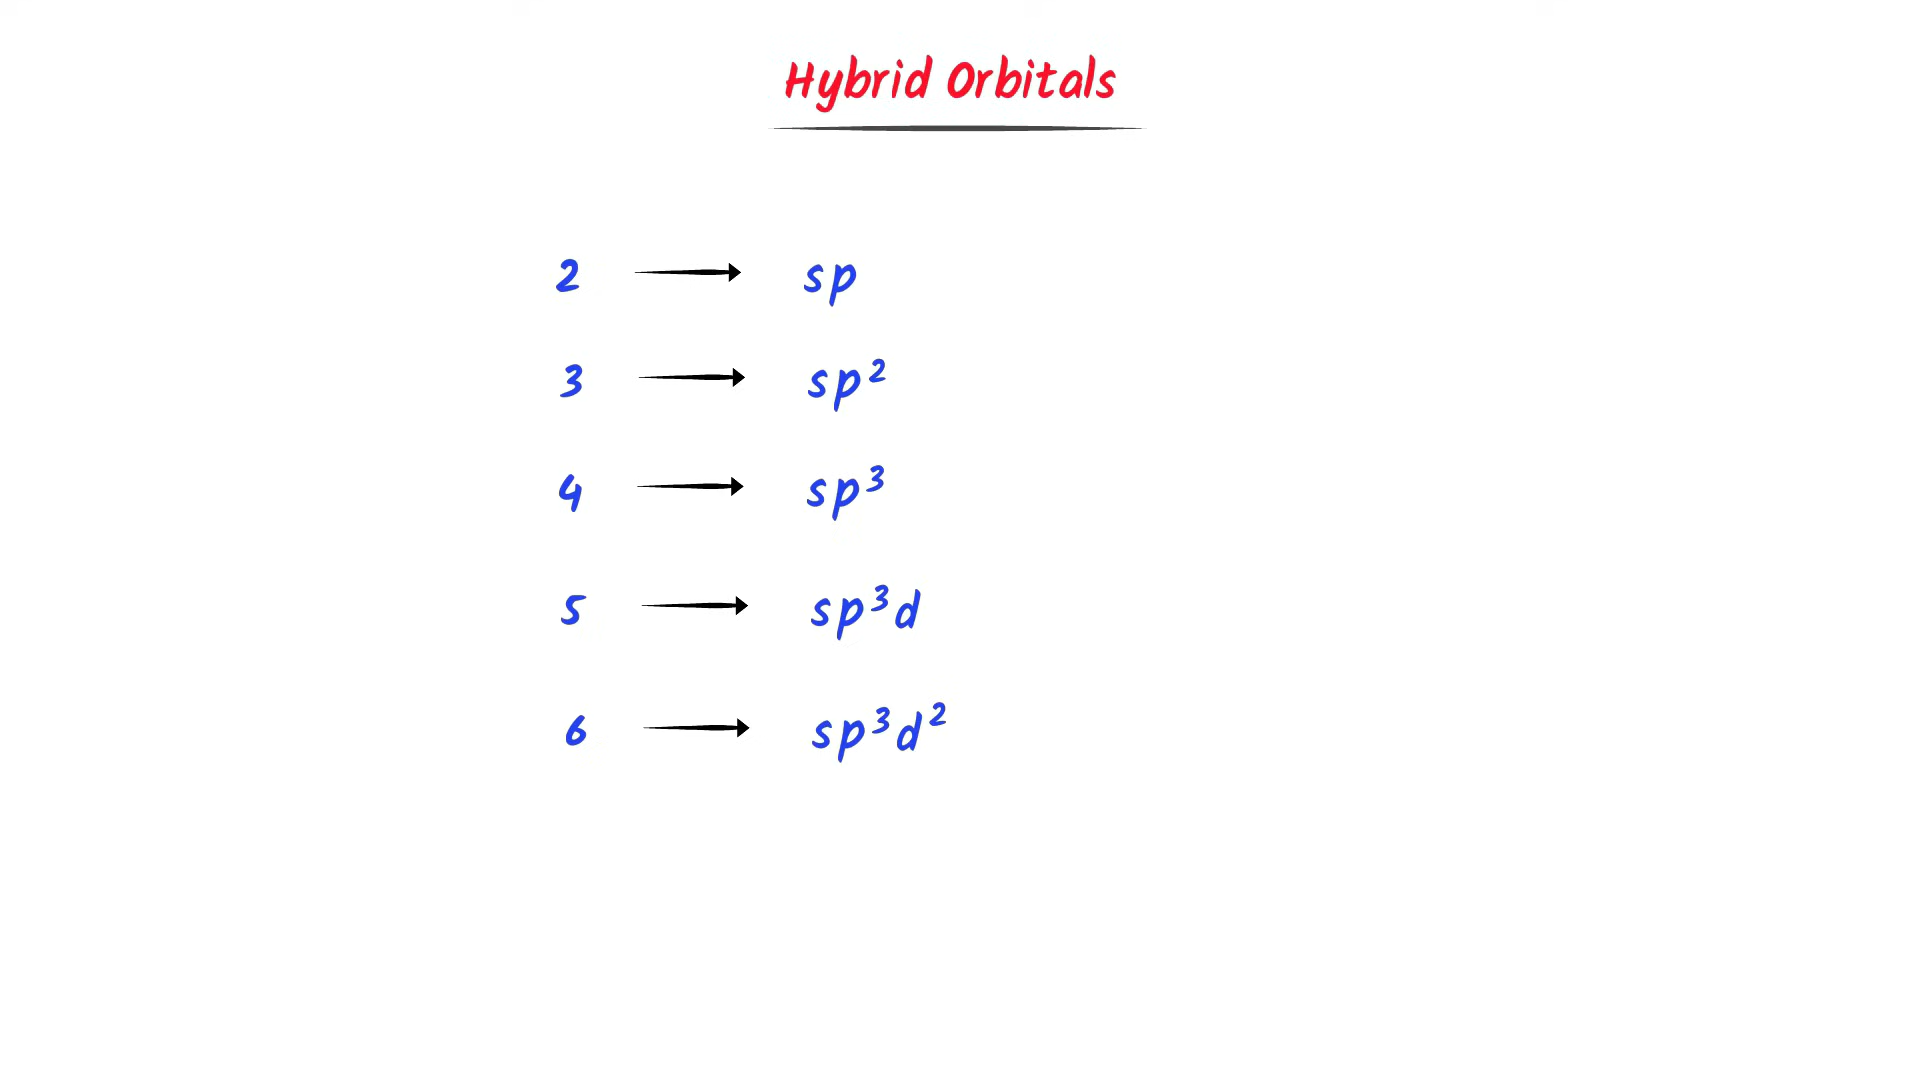 Hybrid Orbitals
2 → sp
3 → sp²
4 → sp³
5 → sp³d
6 → sp³d²